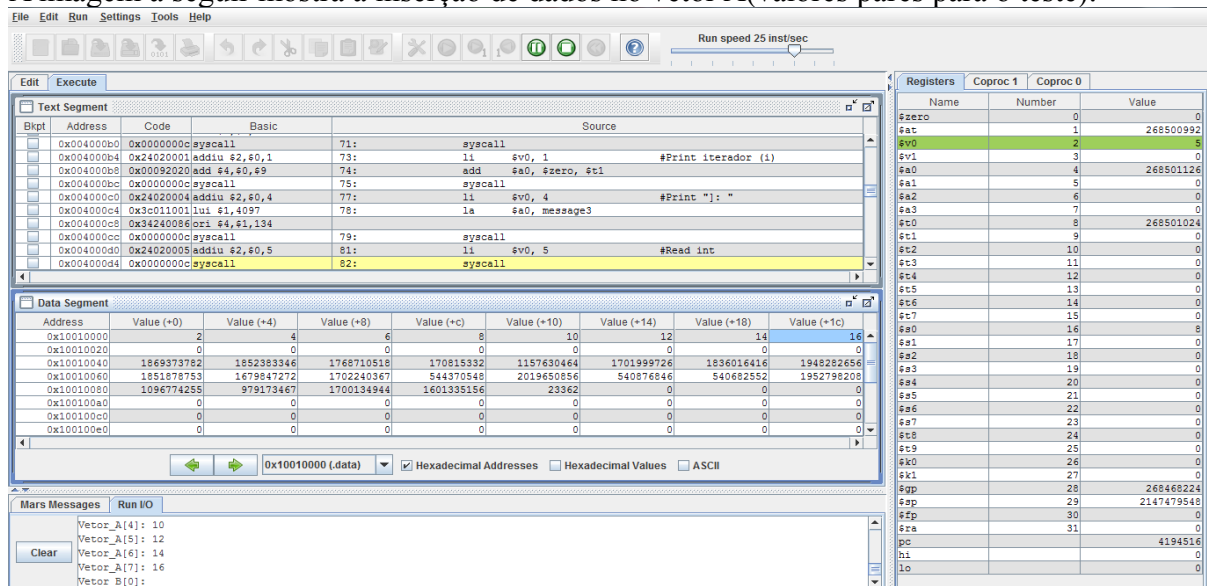 A imagem a seguir mostra a inserção de dados no vetor A(valores pares para o teste):
File Edit Run Settings Tools Help
Run speed 25 inst/sec
Edit Execute
Text Segment
Bkpt Address Code Basic Source
0x004000b0 0x0000000c syscall 71: syscall
0x004000b4 0x24020001 addiu $2,$0,1 73: li $v0, 1 #Print iterador (i)
0x004000b8 0x00092020 add $4,$0,$9 74: add $a0, $zero, $t1
0x004000bc 0x0000000c syscall 75: syscall
0x004000c0 0x24020004 addiu $2,$0,4 77: li $v0, 4 #Print "]: "
0x004000c4 0x3c011001 lui $1,4097 78: la $a0, message3
0x004000c8 0x34240086 ori $4,$1,134
0x004000cc 0x0000000c syscall 79: syscall
0x004000d0 0x24020005 addiu $2,$0,5 81: li $v0, 5 #Read int
0x004000d4 0x0000000c syscall 82: syscall
Data Segment
Address Value (+0) Value (+4) Value (+8) Value (+c) Value (+10) Value (+14) Value (+18) Value (+1c)
0x10010000 2 4 6 8 10 12 14 16
0x10010020 0 0 0 0 0 0 0 0
0x10010040 1869373782 1852383346 1768710518 170815332 1157630464 1701999726 1836016416 1948282656
0x10010060 1851878753 1679847272 1702240367 544370548 2019650856 540876846 540682552 1952798208
0x10010080 1096774255 979173467 1700134944 1601335156 23362 0 0 0
0x100100a0 0 0 0 0 0 0 0 0
0x100100c0 0 0 0 0 0 0 0 0
0x100100e0 0 0 0 0 0 0 0 0
0x10010000 (.data) Hexadecimal Addresses Hexadecimal Values ASCII
Mars Messages Run I/O
Clear
Vetor_A[4]: 10
Vetor_A[5]: 12
Vetor_A[6]: 14
Vetor_A[7]: 16
Vetor_B[0]:
Registers Coproc 1 Coproc 0
Name Number Value
$zero 0 0
$at 1 268500992
$v0 2 5
$v1 3 0
$a0 4 268501126
$a1 5 0
$a2 6 0
$a3 7 0
$t0 8 268501024
$t1 9 0
$t2 10 0
$t3 11 0
$t4 12 0
$t5 13 0
$t6 14 0
$t7 15 0
$s0 16 8
$s1 17 0
$s2 18 0
$s3 19 0
$s4 20 0
$s5 21 0
$s6 22 0
$s7 23 0
$t8 24 0
$t9 25 0
$k0 26 0
$k1 27 0
$gp 28 268468224
$sp 29 2147479548
$fp 30 0
$ra 31 0
pc 4194516
hi 0
lo 0